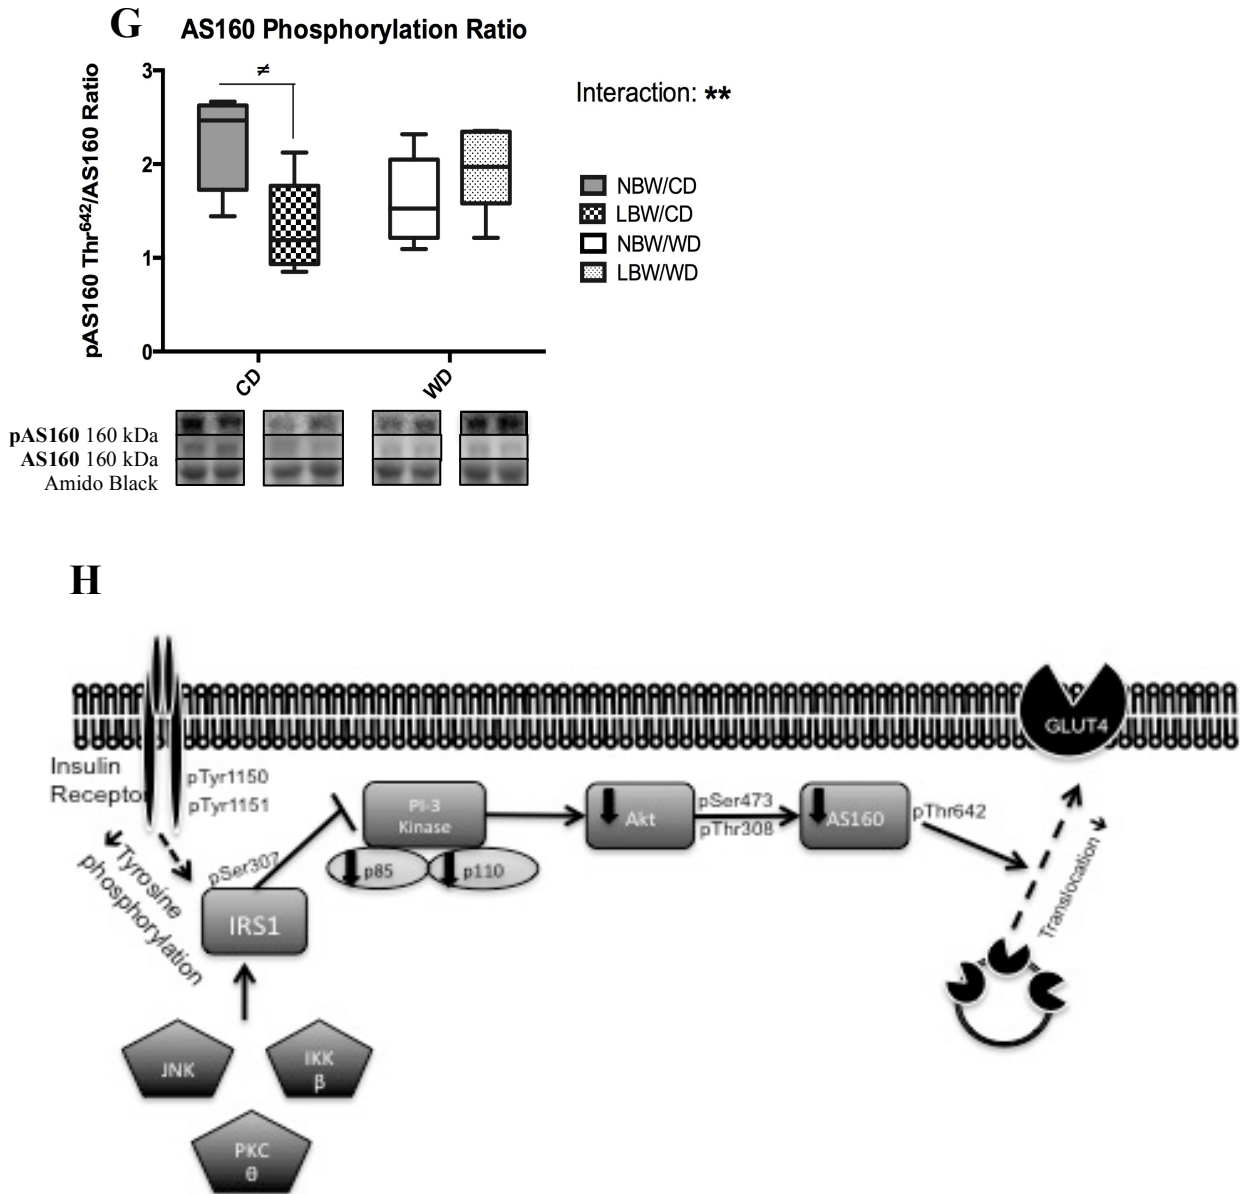 G
AS160 Phosphorylation Ratio
pAS160 Thr642/AS160 Ratio
3
2
1
0
≠
CD
WD
Interaction: **
NBW/CD
LBW/CD
NBW/WD
LBW/WD
pAS160 160 kDa
AS160 160 kDa
Amido Black
H
Insulin
Receptor
pTyr1150
pTyr1151
Tyrosine
phosphorylation
pSer307
IRS1
PI-3
Kinase
p85
p110
Akt
pSer473
pThr308
AS160
pThr642
GLUT4
Translocation
JNK
IKK
β
PKC
θ